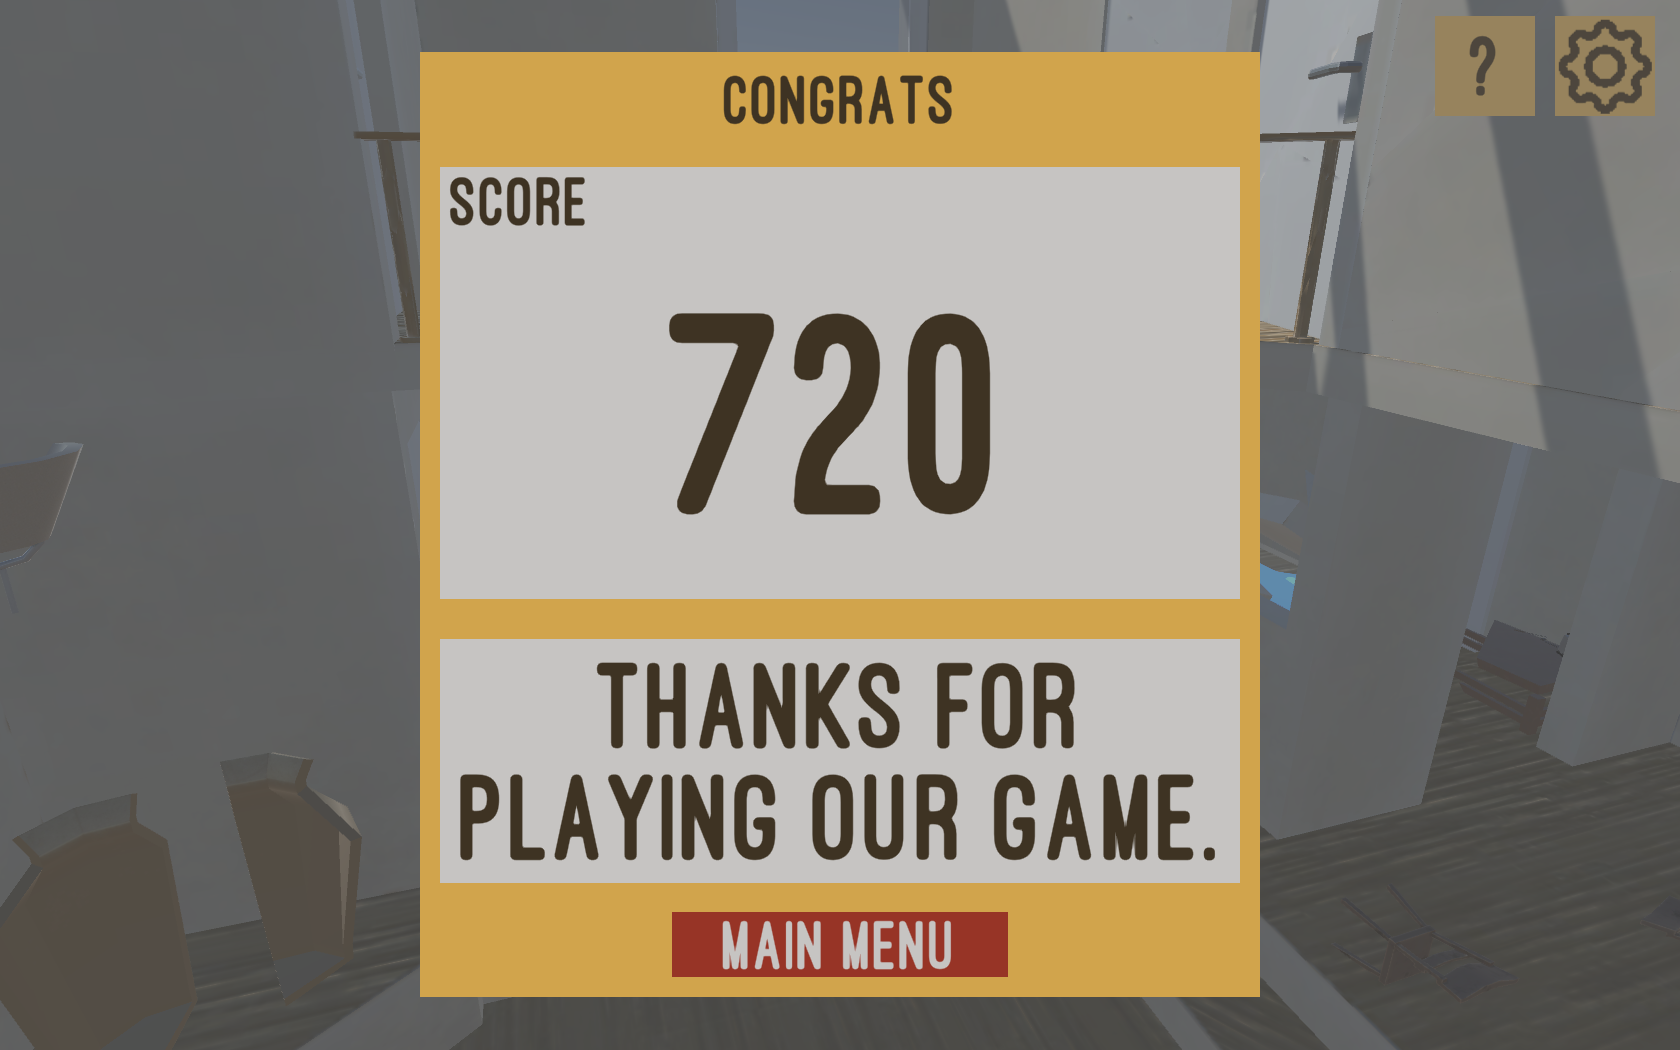 CONGRATS
?
SCORE
720
THANKS FOR
PLAYING OUR GAME.
MAIN MENU